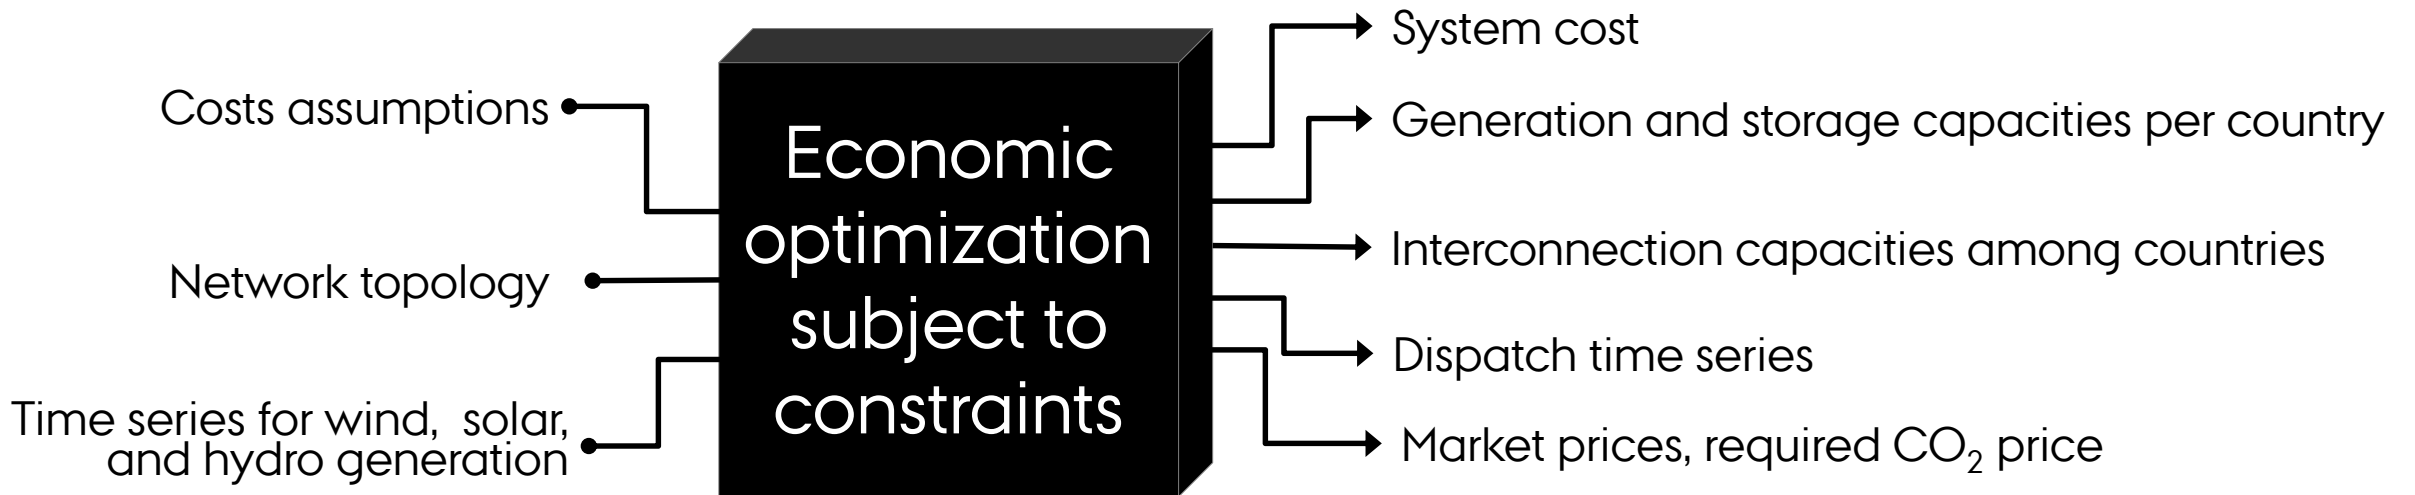 Costs assumptions
Network topology
Time series for wind,  solar,
and hydro generation
Economic
optimization
subject to
constraints
System cost
Generation and storage capacities per country
Interconnection capacities among countries
Dispatch time series
Market prices, required CO₂ price